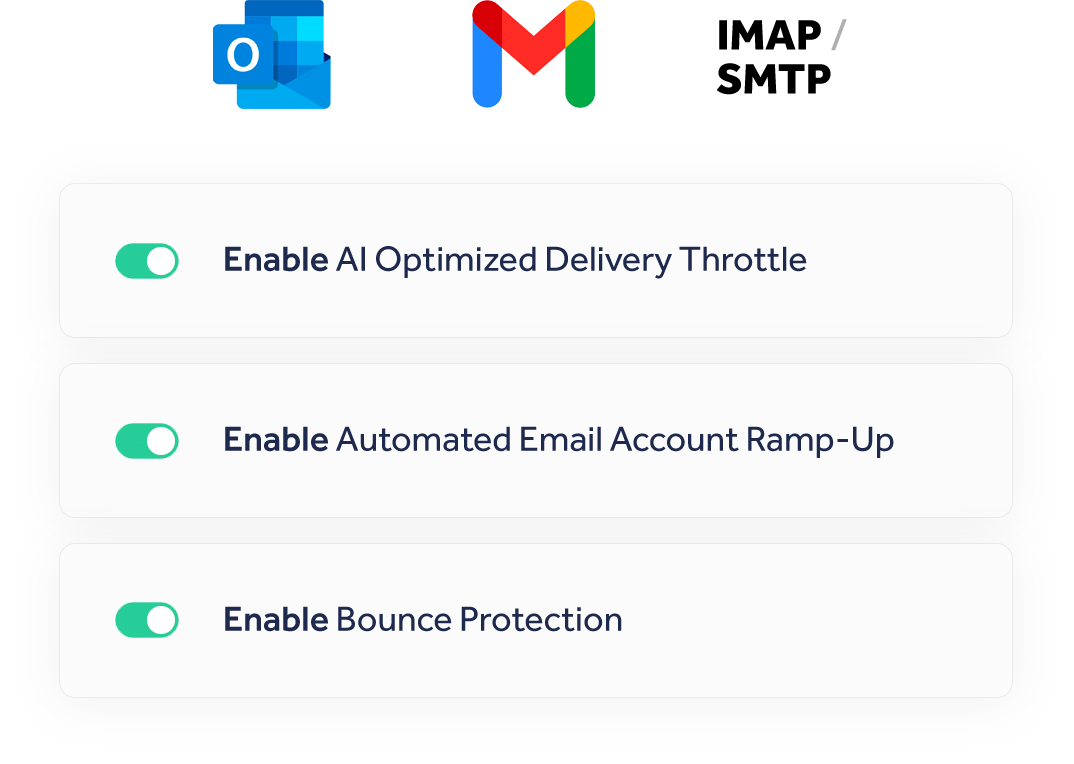 O
IMAP /
SMTP
Enable AI Optimized Delivery Throttle
Enable Automated Email Account Ramp-Up
Enable Bounce Protection